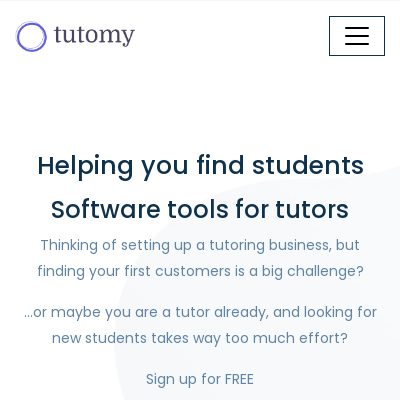 tutomy
Helping you find students
Software tools for tutors
Thinking of setting up a tutoring business, but
finding your first customers is a big challenge?
...or maybe you are a tutor already, and looking for
new students takes way too much effort?
Sign up for FREE